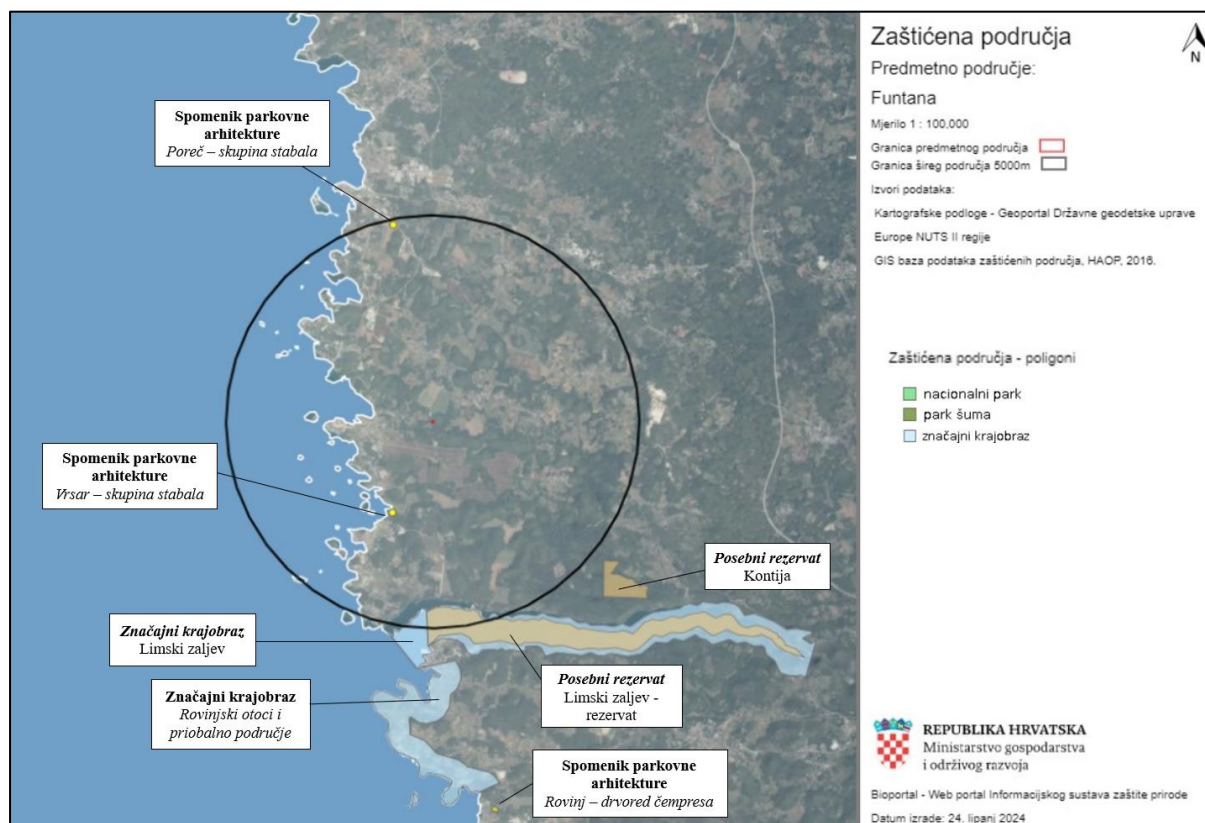 Spomenik parkovne
arhitekture
Poreč – skupina stabala
Spomenik parkovne
arhitekture
Vrsar – skupina stabala
Posebni rezervat
Kontija
Značajni krajobraz
Limski zaljev
Posebni rezervat
Limski zaljev -
rezervat
Značajni krajobraz
Rovinjski otoci i
priobalno područje
Spomenik parkovne
arhitekture
Rovinj – drvored čempresa
Zaštićena područja
N
Predmetno područje:
Funtana
Mjerilo 1 : 100,000
Granica predmetnog područja
Granica šireg područja 5000m
Izvori podataka:
Kartografske podloge - Geoportal Državne geodetske uprave
Europe NUTS II regije
GIS baza podataka zaštićenih područja, HAOP, 2016.
Zaštićena područja - poligoni
nacionalni park
park šuma
značajni krajobraz
REPUBLIKA HRVATSKA
Ministarstvo gospodarstva
i održivog razvoja
Bioportal - Web portal Informacijskog sustava zaštite prirode
Datum izrade: 24. lipanj 2024